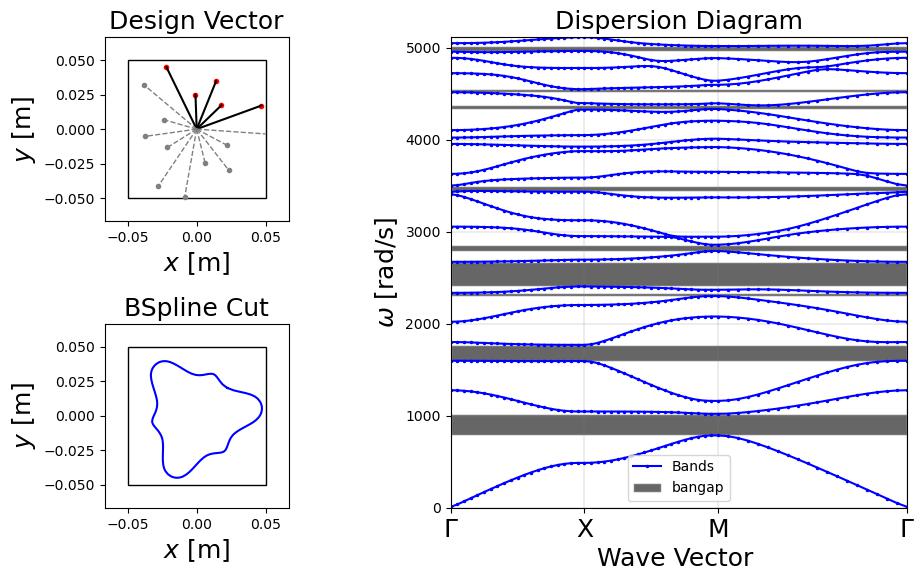 Design Vector
0.050
0.025
0.000
−0.025
−0.050
y [m]
−0.05 0.00 0.05
x [m]
BSpline Cut
0.050
0.025
0.000
−0.025
−0.050
y [m]
−0.05 0.00 0.05
x [m]
Dispersion Diagram
5000
4000
3000
2000
1000
0
ω [rad/s]
Bands
bangap
Γ X M Γ
Wave Vector